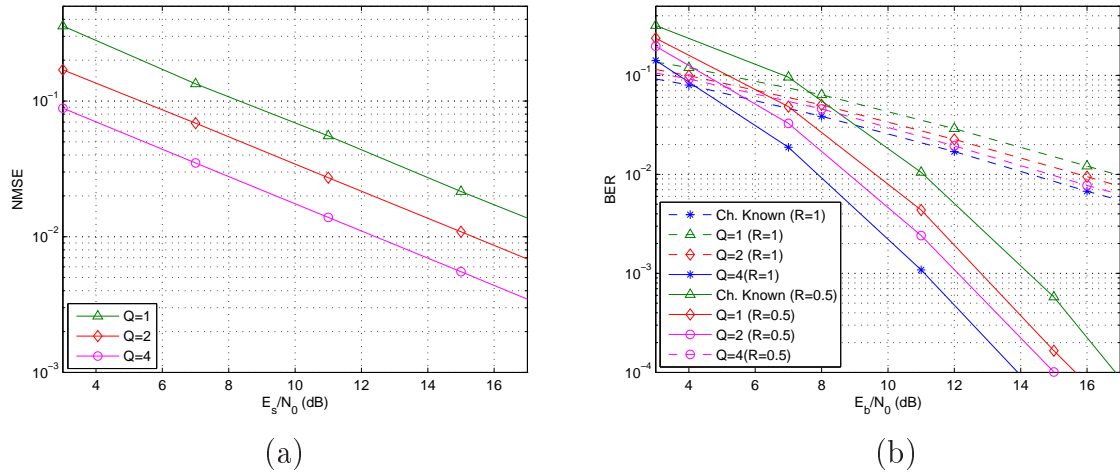 10^-1
10^-2
10^-3
NMSE
4
6
8
10
12
14
16
E_s/N_0 (dB)
Q=1
Q=2
Q=4
(a)
10^-1
10^-2
10^-3
10^-4
BER
4
6
8
10
12
14
16
E_b/N_0 (dB)
Ch. Known (R=1)
Q=1 (R=1)
Q=2 (R=1)
Q=4(R=1)
Ch. Known (R=0.5)
Q=1 (R=0.5)
Q=2 (R=0.5)
Q=4(R=0.5)
(b)